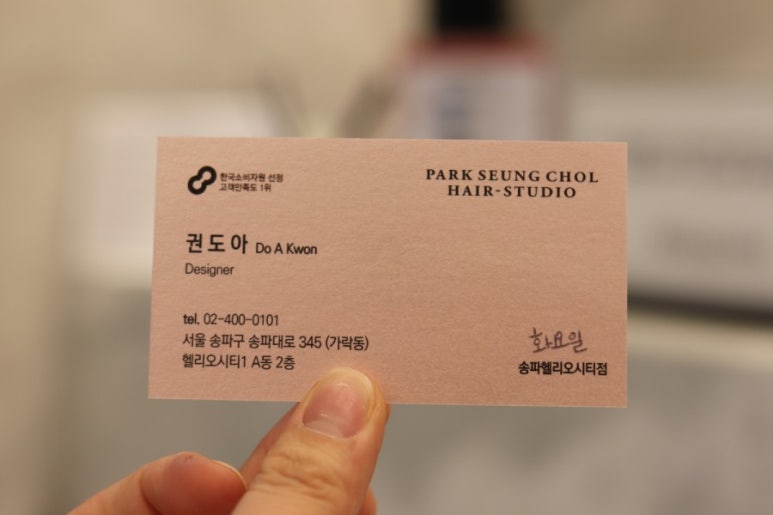 한국소비자원 선정
고객만족도 1위
PARK SEUNG CHOL
HAIR-STUDIO
권도아 Do A Kwon
Designer
tel. 02-400-0101
서울 송파구 송파대로 345 (가락동)
헬리오시티1 A동 2층
화요일
송파헬리오시티점